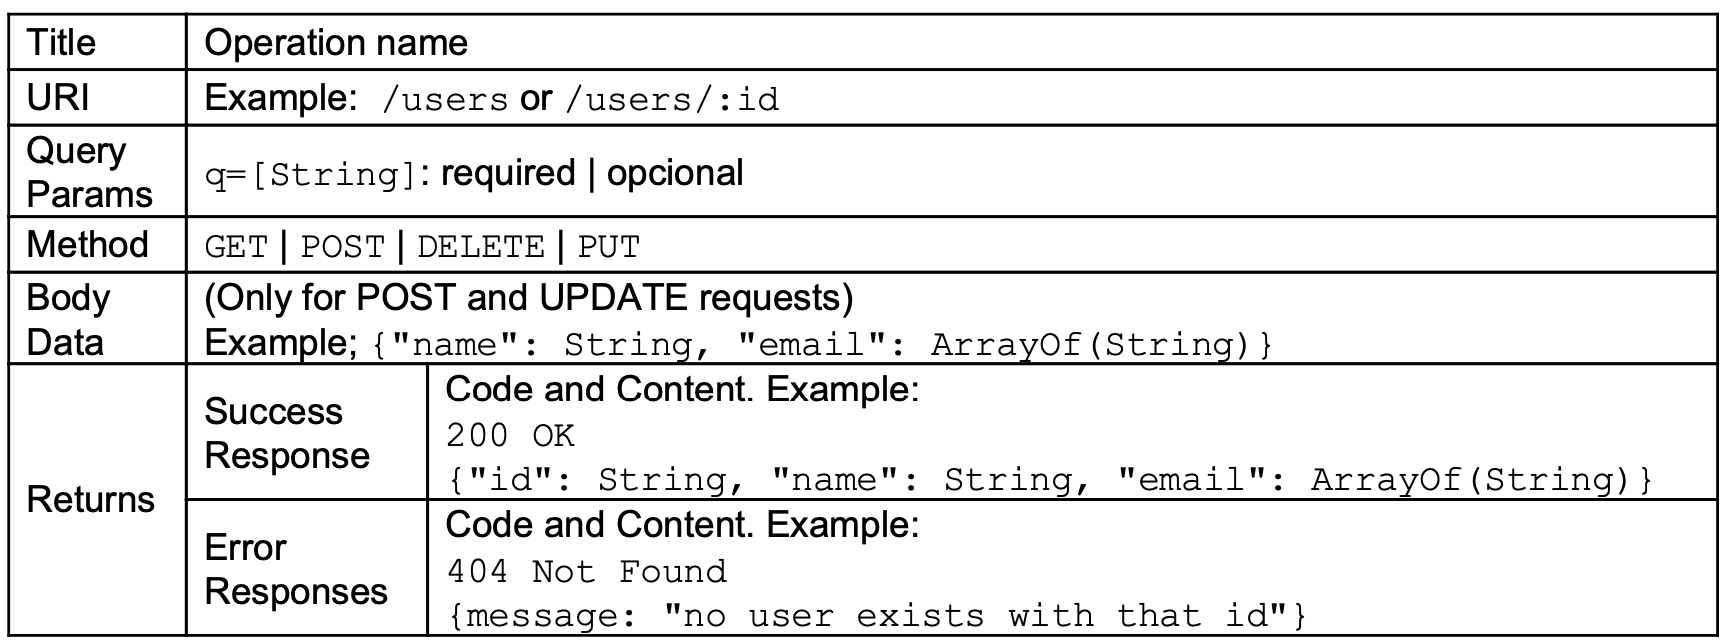 Title
Operation name
URI
Example: /users or /users/:id
Query
Params
q=[String]: required | opcional
Method
GET | POST | DELETE | PUT
Body
Data
(Only for POST and UPDATE requests)
Example; {"name": String, "email": ArrayOf(String)}
Returns
Success
Response
Code and Content. Example:
200 OK
{"id": String, "name": String, "email": ArrayOf(String)}
Error
Responses
Code and Content. Example:
404 Not Found
{message: "no user exists with that id"}